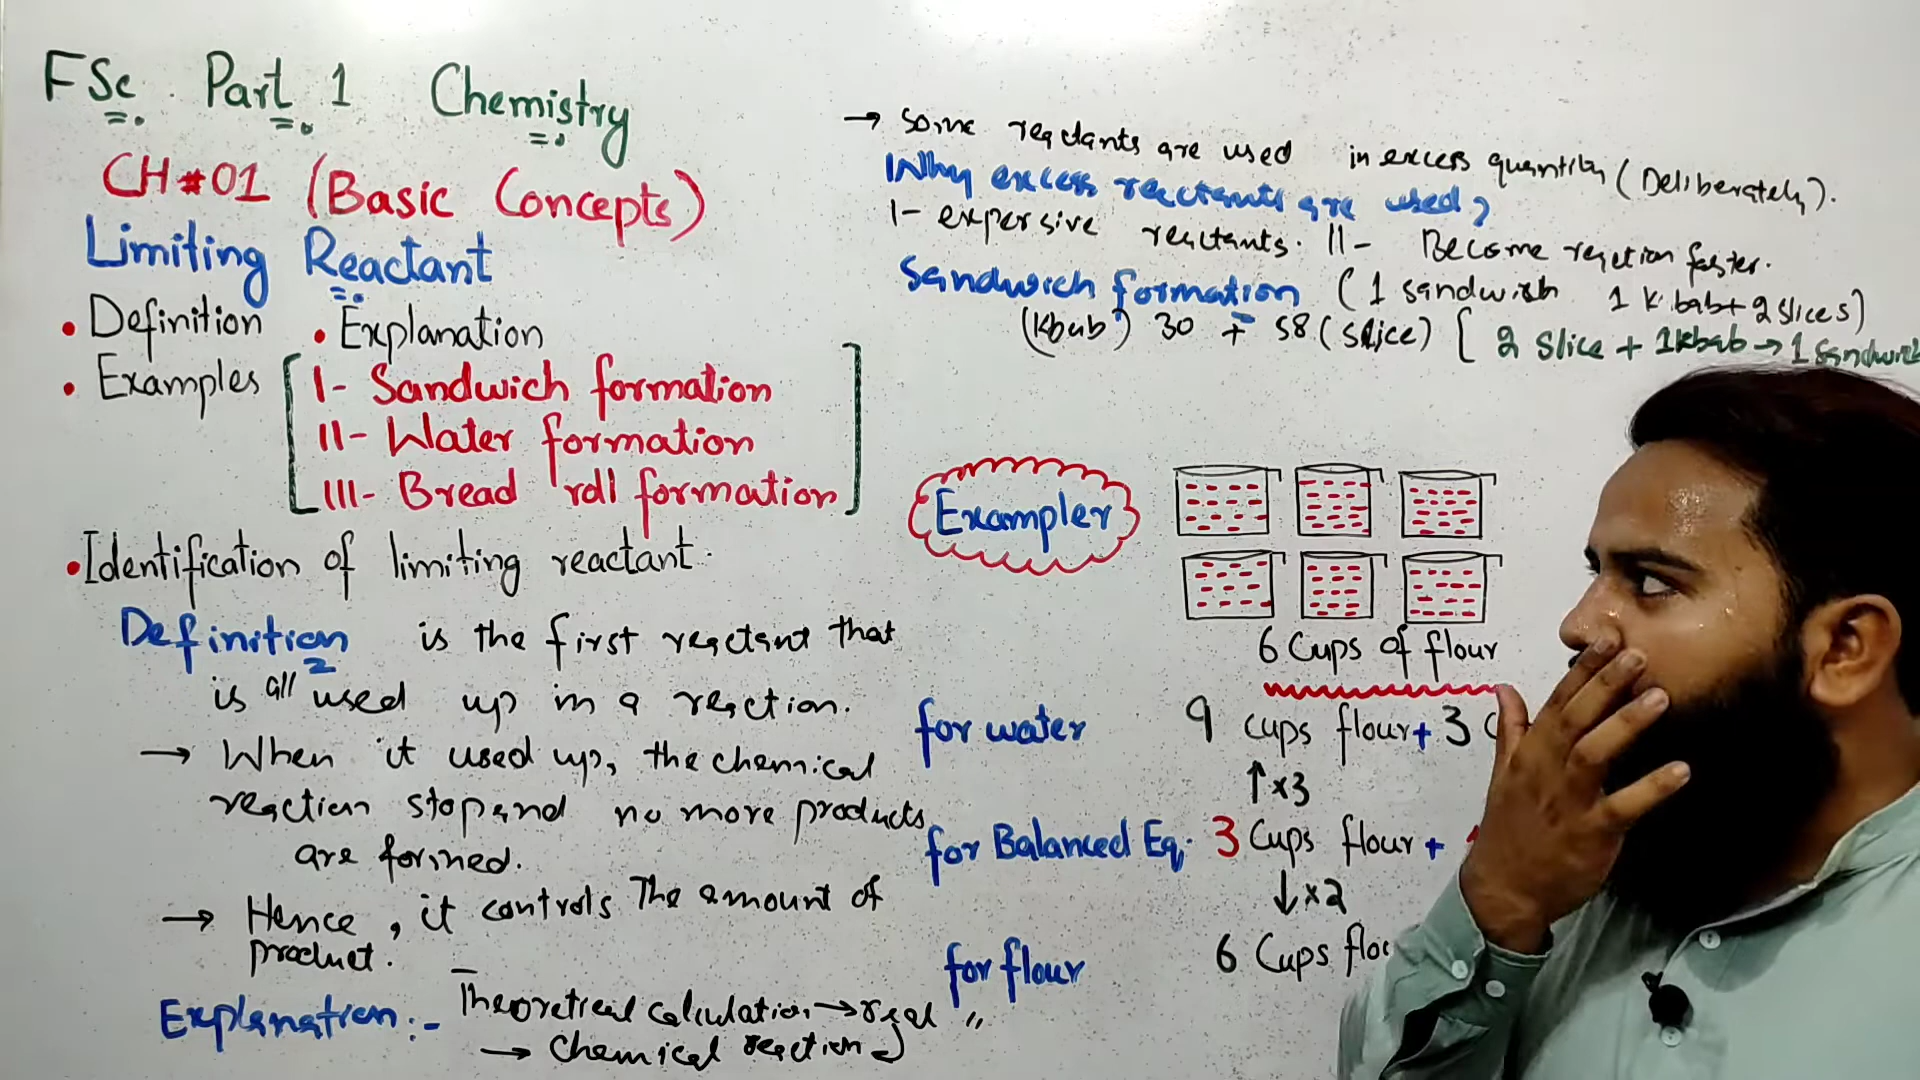 FSc. Part 1 Chemistry
CH#01 (Basic Concepts)
Limiting Reactant
• Definition • Explanation
• Examples
I- Sandwich formation
II- Water formation
III- Bread roll formation
• Identification of limiting reactant.
Definition is the first reactant that
is all used up in a reaction.
→ When it used up, the chemical
reaction stop and no more products
are formed.
→ Hence, it controls The amount of
product.
Explanation:- Theoretical calculation → real "
→ chemical reaction
→ Some reactants are used in excess quantity (Deliberately).
Why excess reactants are used?
I- expensive reactants. II- Become reaction faster.
Sandwich formation (1 sandwich 1 kbab + 2 slices)
(kbab) 30 + 58 (slice) [ 2 slice + 1 kbab → 1 Sandwich
Example
6 Cups of flour
for water 9 cups flour + 3 C
↑×3
for Balanced Eq. 3 Cups flour +
↓×2
for flour 6 Cups flou